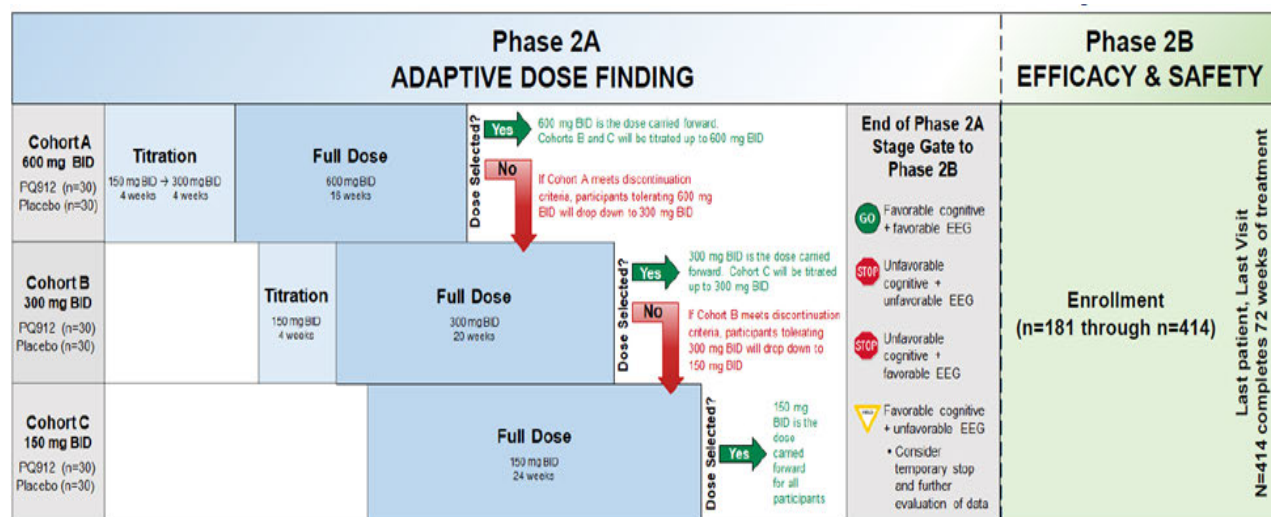 Phase 2A
ADAPTIVE DOSE FINDING
Phase 2B
EFFICACY & SAFETY
Cohort A
600 mg BID
PQ912 (n=30)
Placebo (n=30)
Titration
150 mg BID → 300 mg BID
4 weeks 4 weeks
Full Dose
600 mg BID
16 weeks
Dose Selected?
Yes
600 mg BID is the dose carried forward.
Cohorts B and C will be titrated up to 600 mg BID
No
If Cohort A meets discontinuation
criteria, participants tolerating 600 mg
BID will drop down to 300 mg BID
Cohort B
300 mg BID
PQ912 (n=30)
Placebo (n=30)
Titration
150 mg BID
4 weeks
Full Dose
300 mg BID
20 weeks
Dose Selected?
Yes
300 mg BID is the dose carried
forward. Cohort C will be titrated
up to 300 mg BID
No
If Cohort B meets discontinuation
criteria, participants tolerating
300 mg BID will drop down to
150 mg BID
Cohort C
150 mg BID
PQ912 (n=30)
Placebo (n=30)
Full Dose
150 mg BID
24 weeks
Dose Selected?
Yes
150 mg
BID is the
dose
carried
forward
for all
participants
End of Phase 2A
Stage Gate to
Phase 2B
GO
Favorable cognitive
+ favorable EEG
STOP
Unfavorable
cognitive +
unfavorable EEG
STOP
Unfavorable
cognitive +
favorable EEG
Favorable cognitive
+ unfavorable EEG
• Consider
temporary stop
and further
evaluation of data
Enrollment
(n=181 through n=414)
Last patient, Last Visit
N=414 completes 72 weeks of treatment